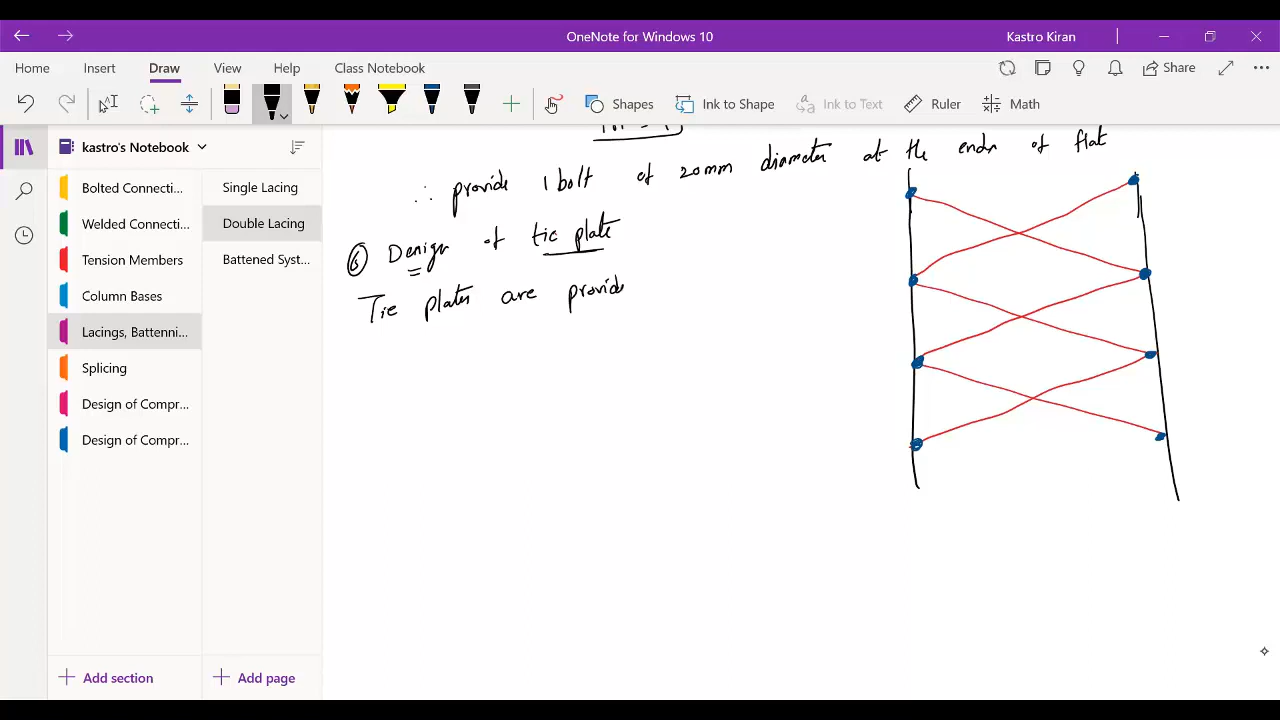 OneNote for Windows 10
Kastro Kiran
Home Insert Draw View Help Class Notebook
Share
Shapes Ink to Shape Ink to Text Ruler Math
kastro's Notebook
Bolted Connecti...
Welded Connecti...
Tension Members
Column Bases
Lacings, Battenni...
Splicing
Design of Compr...
Design of Compr...
Add section
Single Lacing
Double Lacing
Battened Syst...
Add page
∴ provide 1 bolt of 20mm diameter at the ends of flat
⑥ Design of tie plate
Tie plates are provide